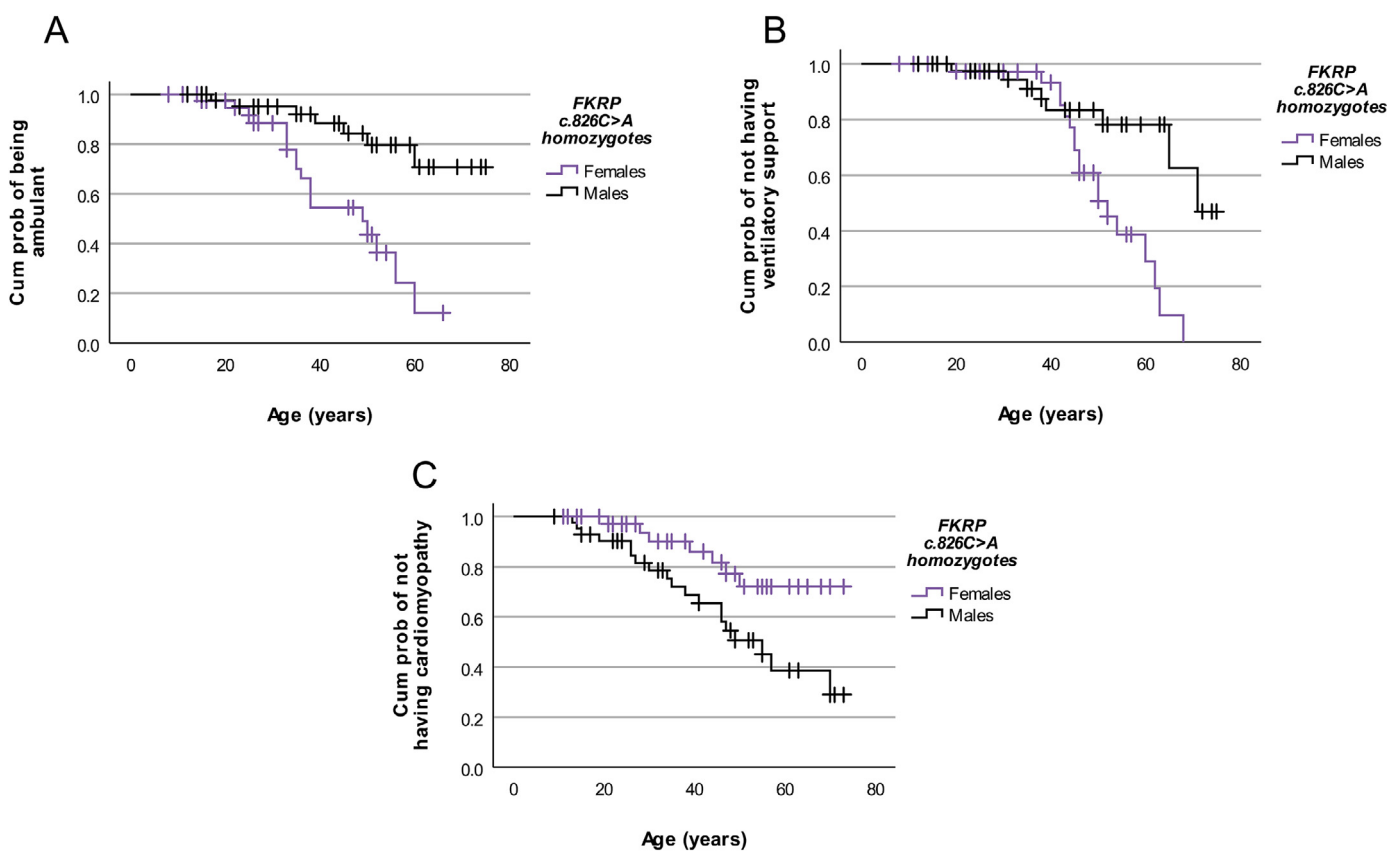 A
Cum prob of being
ambulant
1.0
0.8
0.6
0.4
0.2
0.0
0
20
40
60
80
Age (years)
FKRP
c.826C>A
homozygotes
Females
Males
B
Cum prob of not having
ventilatory support
1.0
0.8
0.6
0.4
0.2
0.0
0
20
40
60
80
Age (years)
FKRP
c.826C>A
homozygotes
Females
Males
C
Cum prob of not
having cardiomyopathy
1.0
0.8
0.6
0.4
0.2
0.0
0
20
40
60
80
Age (years)
FKRP
c.826C>A
homozygotes
Females
Males